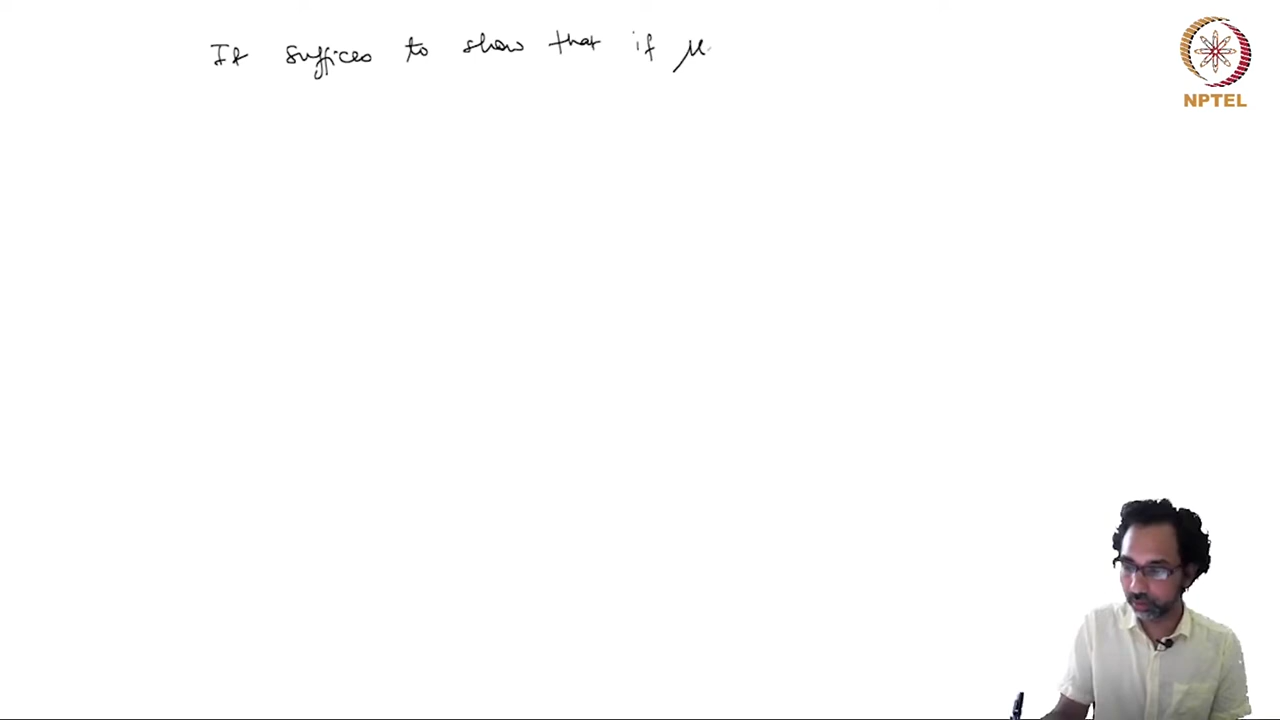 It suffices to show that if μ
NPTEL